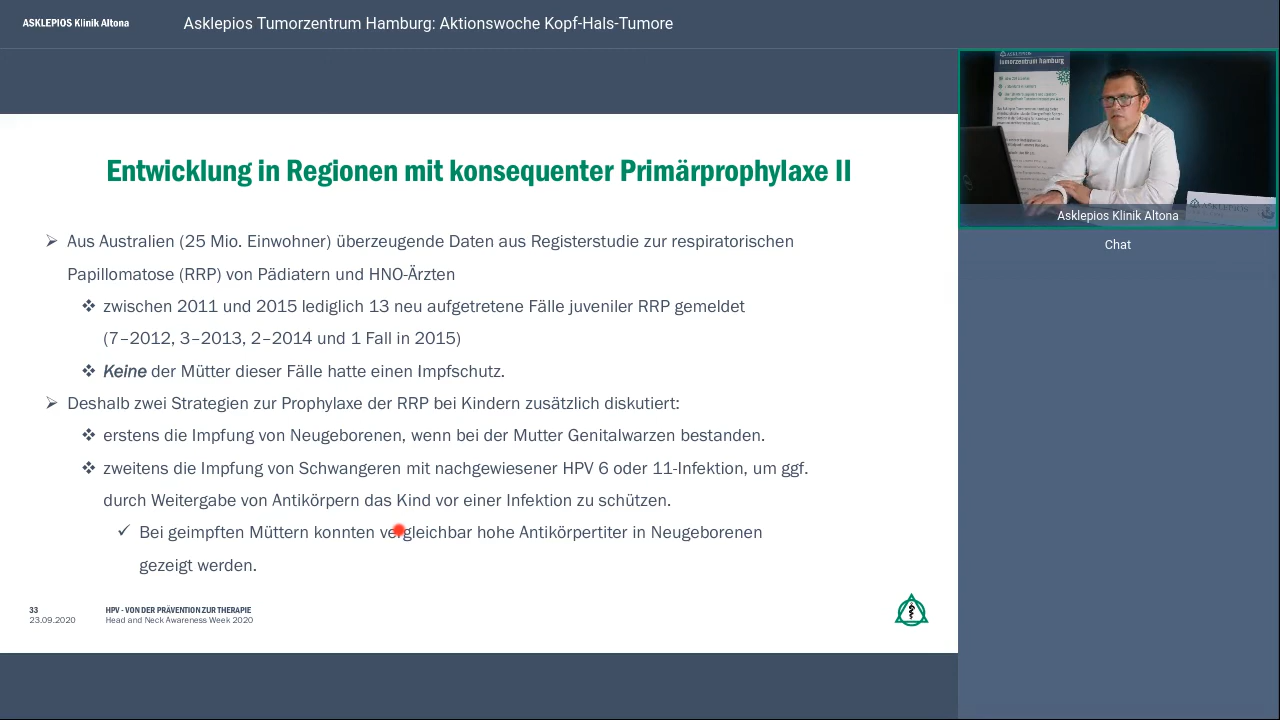 ASKLEPIOS Klinik Altona
Asklepios Tumorzentrum Hamburg: Aktionswoche Kopf-Hals-Tumore
tumorzentrum hamburg
Asklepios Klinik Altona
ASKLEPIOS
Chat
Entwicklung in Regionen mit konsequenter Primärprophylaxe II
➢ Aus Australien (25 Mio. Einwohner) überzeugende Daten aus Registerstudie zur respiratorischen
Papillomatose (RRP) von Pädiatern und HNO-Ärzten
❖ zwischen 2011 und 2015 lediglich 13 neu aufgetretene Fälle juveniler RRP gemeldet
(7–2012, 3–2013, 2–2014 und 1 Fall in 2015)
❖ Keine der Mütter dieser Fälle hatte einen Impfschutz.
➢ Deshalb zwei Strategien zur Prophylaxe der RRP bei Kindern zusätzlich diskutiert:
❖ erstens die Impfung von Neugeborenen, wenn bei der Mutter Genitalwarzen bestanden.
❖ zweitens die Impfung von Schwangeren mit nachgewiesener HPV 6 oder 11-Infektion, um ggf.
durch Weitergabe von Antikörpern das Kind vor einer Infektion zu schützen.
✓ Bei geimpften Müttern konnten vergleichbar hohe Antikörpertiter in Neugeborenen
gezeigt werden.
33
23.09.2020
HPV - VON DER PRÄVENTION ZUR THERAPIE
Head and Neck Awareness Week 2020